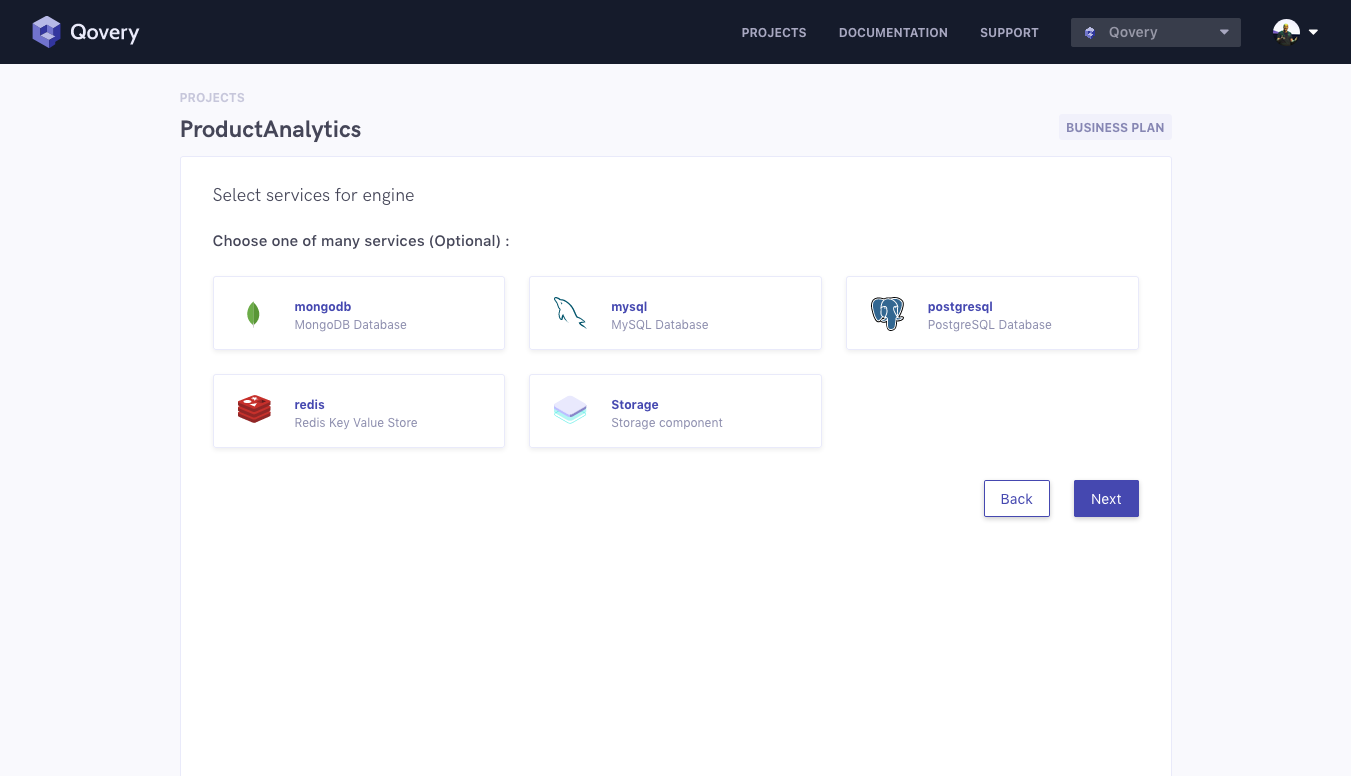 Qovery
PROJECTS DOCUMENTATION SUPPORT Qovery
PROJECTS
ProductAnalytics
BUSINESS PLAN
Select services for engine
Choose one of many services (Optional) :
mongodb
MongoDB Database
mysql
MySQL Database
postgresql
PostgreSQL Database
redis
Redis Key Value Store
Storage
Storage component
Back
Next